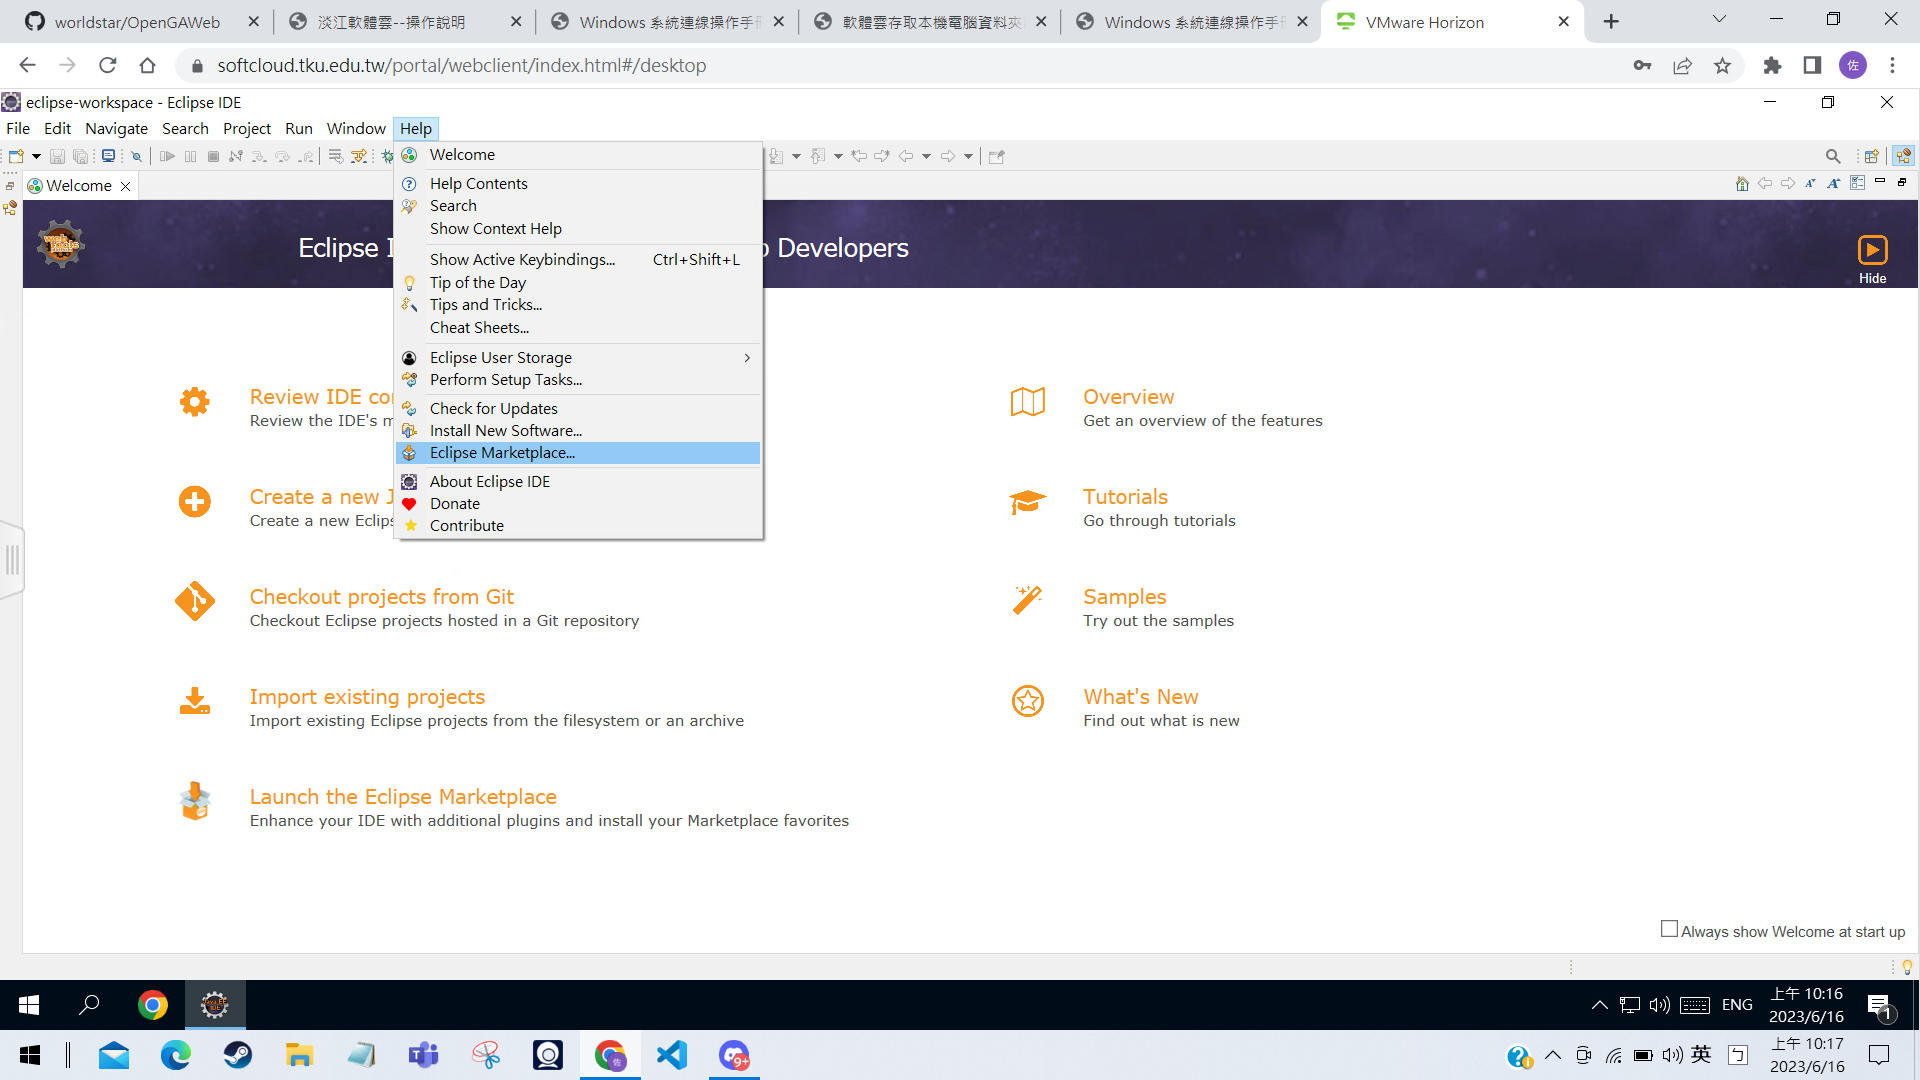 worldstar/OpenGAWeb
淡江軟體雲--操作說明
Windows 系統連線操作手冊
軟體雲存取本機電腦資料夾
Windows 系統連線操作手冊
VMware Horizon
softcloud.tku.edu.tw/portal/webclient/index.html#/desktop
佐
eclipse-workspace - Eclipse IDE
File Edit Navigate Search Project Run Window Help
Welcome
Eclipse I
o Developers
Hide
Welcome
Help Contents
Search
Show Context Help
Show Active Keybindings... Ctrl+Shift+L
Tip of the Day
Tips and Tricks...
Cheat Sheets...
Eclipse User Storage
Perform Setup Tasks...
Check for Updates
Install New Software...
Eclipse Marketplace...
About Eclipse IDE
Donate
Contribute
Review IDE co
Review the IDE's m
Create a new J
Create a new Eclips
Checkout projects from Git
Checkout Eclipse projects hosted in a Git repository
Import existing projects
Import existing Eclipse projects from the filesystem or an archive
Launch the Eclipse Marketplace
Enhance your IDE with additional plugins and install your Marketplace favorites
Overview
Get an overview of the features
Tutorials
Go through tutorials
Samples
Try out the samples
What's New
Find out what is new
Always show Welcome at start up
ENG
上午 10:16
2023/6/16
1
9+
英
ㄅ
上午 10:17
2023/6/16